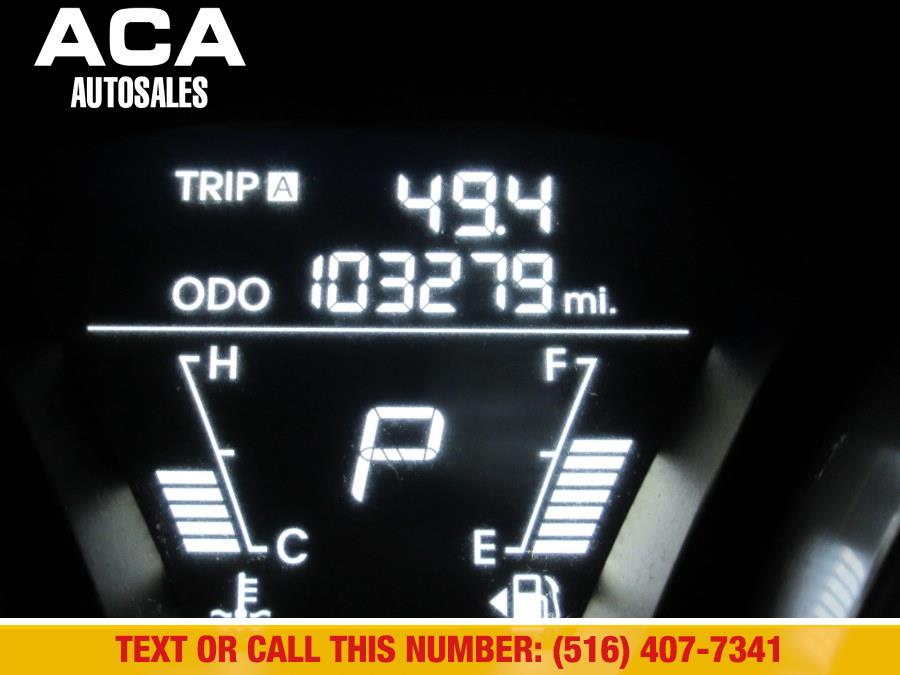 ACA
AUTOSALES
TRIP A 49.4
ODO 103279 mi.
H F
P
C E
TEXT OR CALL THIS NUMBER: (516) 407-7341